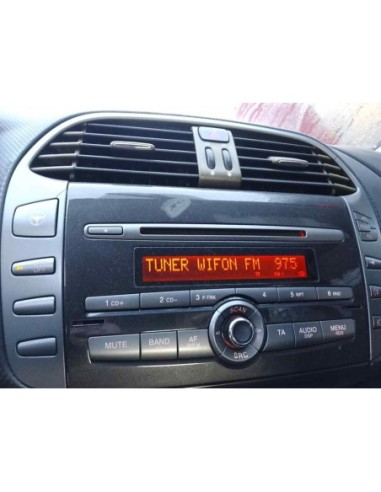 TUNER WIFON FM 975
1 CD+ 2 CD- 3 P.TRK 4 5 RPT 6 RND
SCAN
MUTE BAND AF TA AUDIO MENU
DSP
SRC